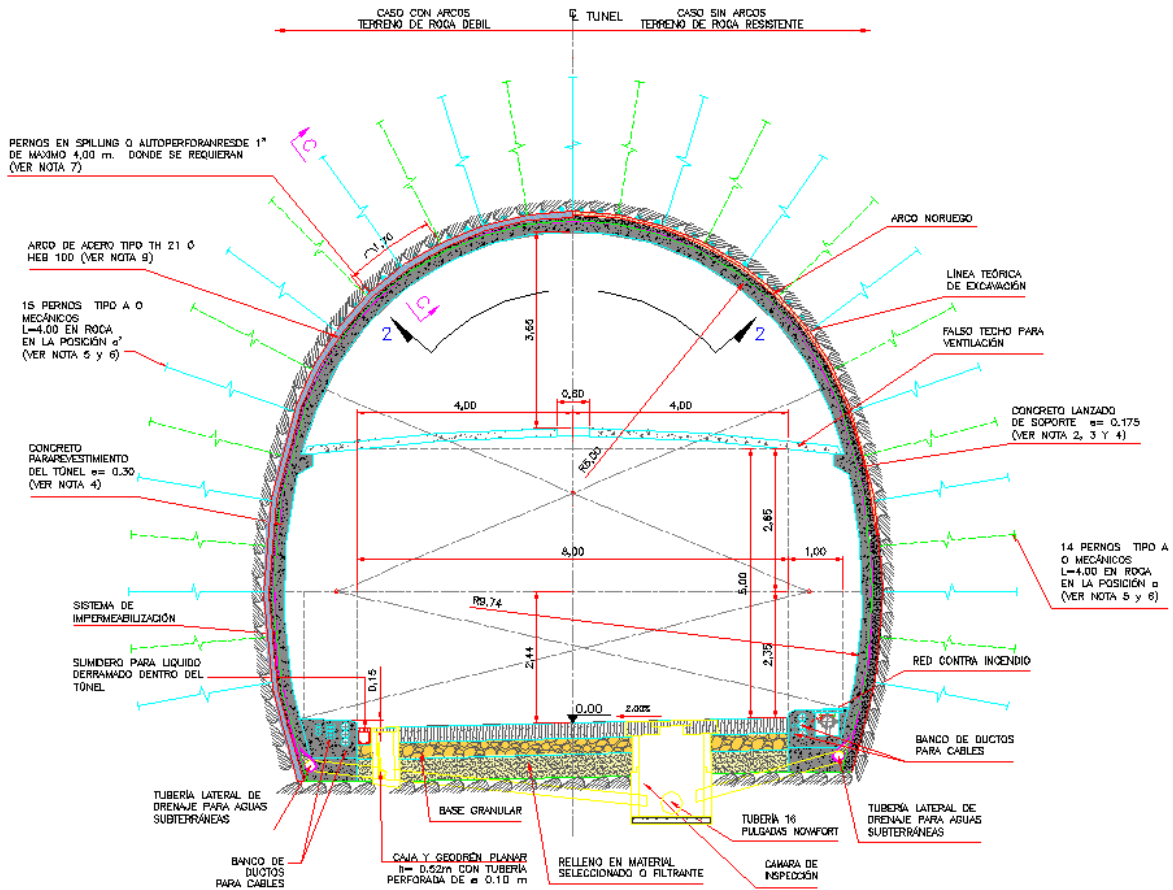 CASO CON ARCOS
TERRENO DE ROCA DEBIL
℄ TUNEL
CASO SIN ARCOS
TERRENO DE ROCA RESISTENTE
PERNOS EN SPILLING O AUTOPERFORANRESDE 1"
DE MAXIMO 4,00 m. DONDE SE REQUIERAN
(VER NOTA 7)
C
1,70
C
ARCO DE ACERO TIPO TH 21 Ó
HEB 100 (VER NOTA 9)
15 PERNOS TIPO A O
MECÁNICOS
L=4.00 EN ROCA
EN LA POSICIÓN a'
(VER NOTA 5 y 6)
CONCRETO
PARAREVESTIMIENTO
DEL TÚNEL e= 0.30
(VER NOTA 4)
SISTEMA DE
IMPERMEABILIZACIÓN
SUMIDERO PARA LIQUIDO
DERRAMADO DENTRO DEL
TÚNEL
ARCO NORUEGO
LÍNEA TEÓRICA
DE EXCAVACIÓN
FALSO TECHO PARA
VENTILACIÓN
CONCRETO LANZADO
DE SOPORTE e= 0.175
(VER NOTA 2, 3 Y 4)
14 PERNOS TIPO A
O MECÁNICOS
L=4.00 EN ROCA
EN LA POSICIÓN a
(VER NOTA 5 y 6)
RED CONTRA INCENDIO
BANCO DE DUCTOS
PARA CABLES
2
2
3,65
0,60
4,00
4,00
R5,00
2,65
8,00
1,00
5,00
R9,74
2,44
2,35
0,15
0.00
2.00%
TUBERÍA LATERAL DE
DRENAJE PARA AGUAS
SUBTERRÁNEAS
BANCO DE
DUCTOS
PARA CABLES
BASE GRANULAR
CAJA Y GEODRÉN PLANAR
h= 0.52m CON TUBERÍA
PERFORADA DE ø 0.10 m
RELLENO EN MATERIAL
SELECCIONADO O FILTRANTE
TUBERÍA 16
PULGADAS NOVAFORT
CAMARA DE
INSPECCIÓN
TUBERÍA LATERAL DE
DRENAJE PARA AGUAS
SUBTERRÁNEAS